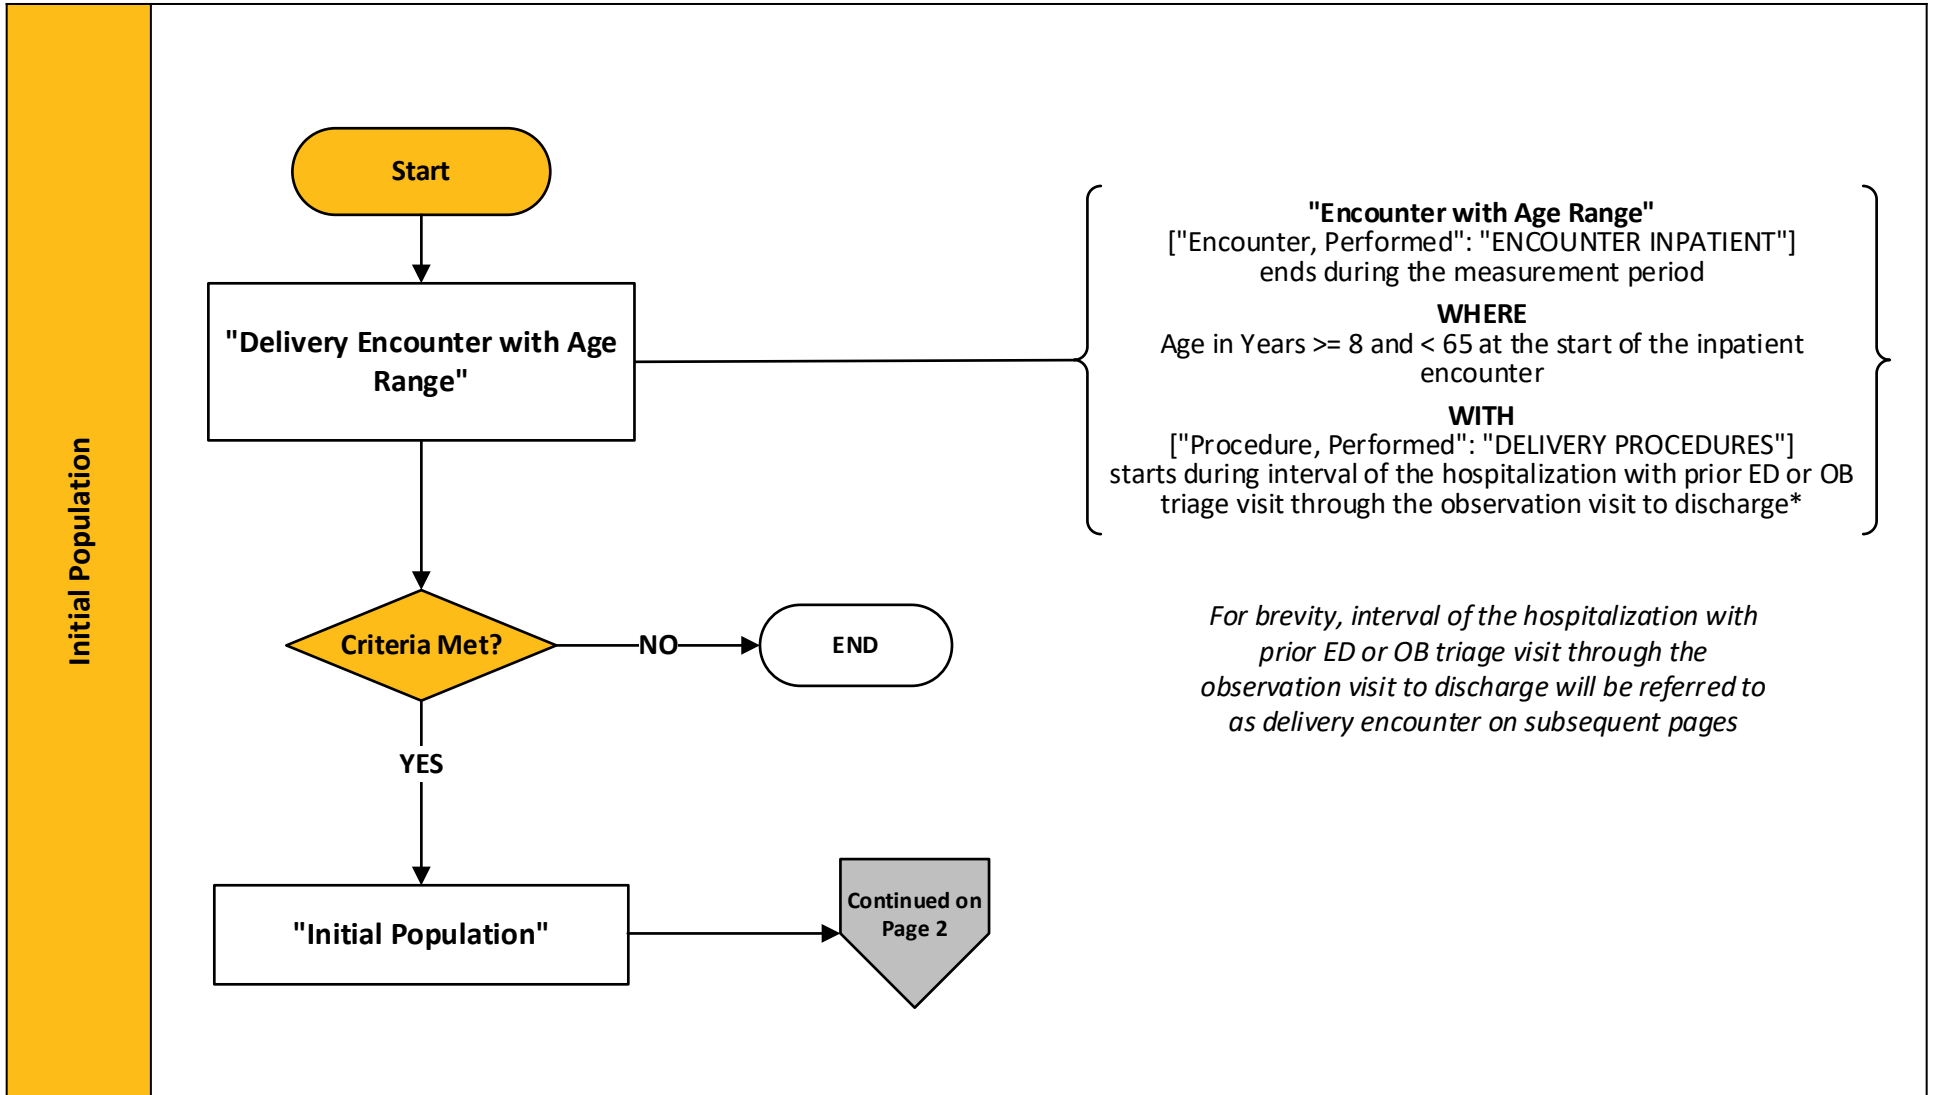 Initial Population
Start
"Delivery Encounter with Age
Range"
"Encounter with Age Range"
["Encounter, Performed": "ENCOUNTER INPATIENT"]
ends during the measurement period
WHERE
Age in Years >= 8 and < 65 at the start of the inpatient
encounter
WITH
["Procedure, Performed": "DELIVERY PROCEDURES"]
starts during interval of the hospitalization with prior ED or OB
triage visit through the observation visit to discharge*
For brevity, interval of the hospitalization with
prior ED or OB triage visit through the
observation visit to discharge will be referred to
as delivery encounter on subsequent pages
Criteria Met?
NO
END
YES
"Initial Population"
Continued on
Page 2